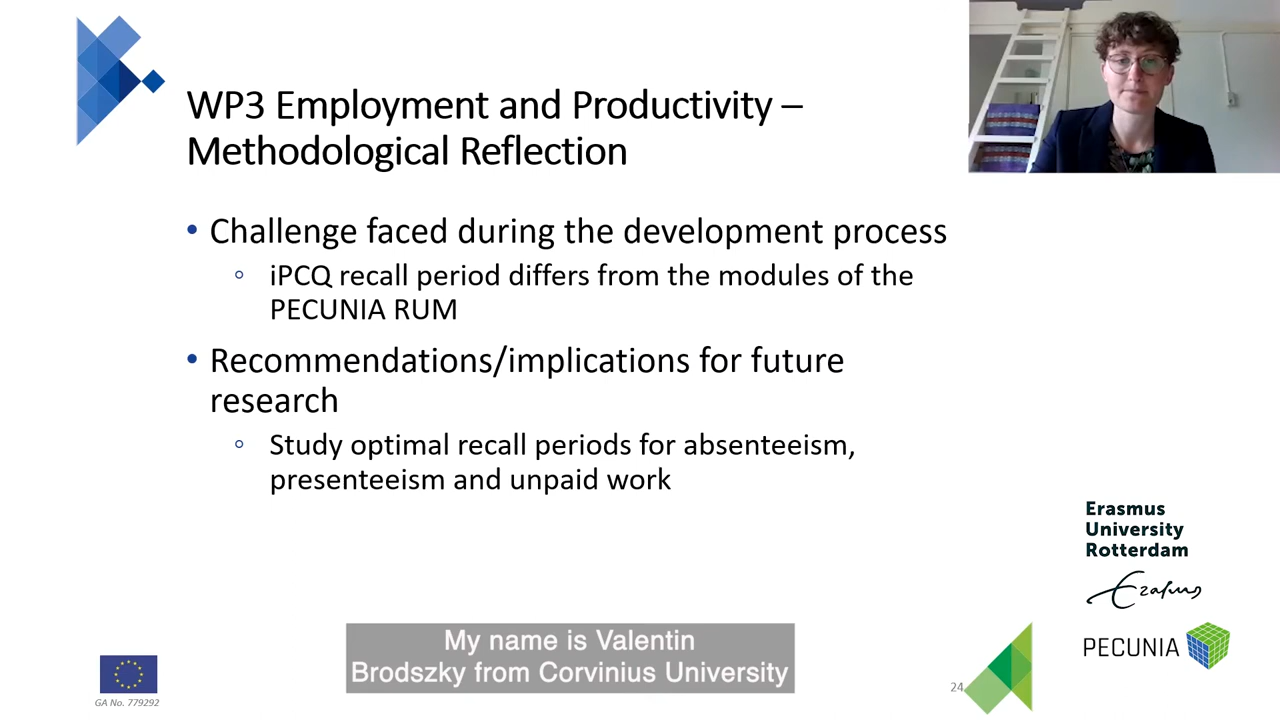 WP3 Employment and Productivity –
Methodological Reflection
• Challenge faced during the development process
◦ iPCQ recall period differs from the modules of the
PECUNIA RUM
• Recommendations/implications for future
research
◦ Study optimal recall periods for absenteeism,
presenteeism and unpaid work
Erasmus
University
Rotterdam
Erasmus
PECUNIA
My name is Valentin
Brodszky from Corvinius University
24
GA No. 779292